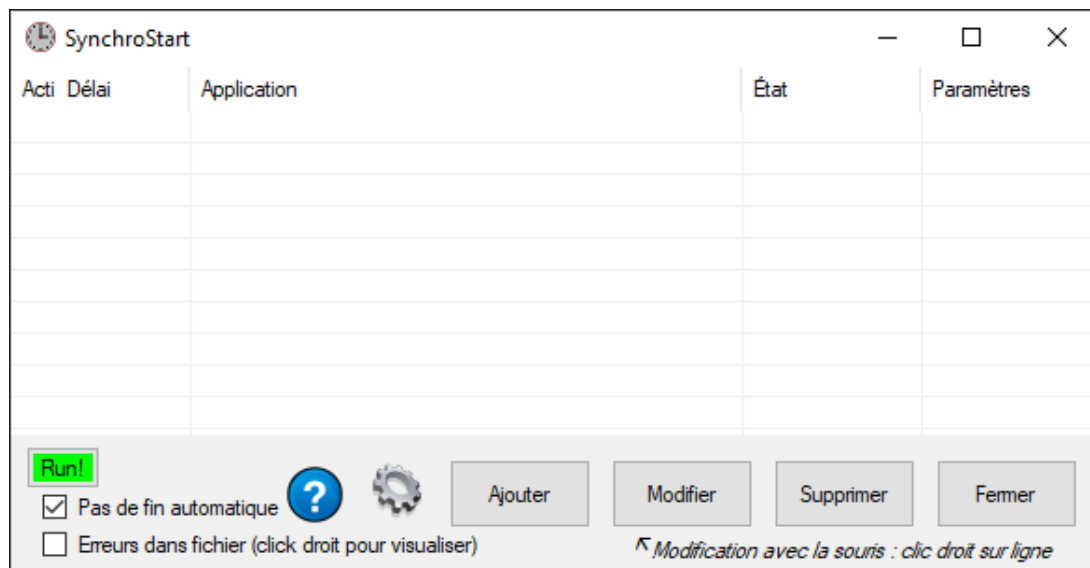 SynchroStart
Acti Délai Application État Paramètres
Run!
Pas de fin automatique ? Ajouter Modifier Supprimer Fermer
Erreurs dans fichier (click droit pour visualiser) Modification avec la souris : clic droit sur ligne